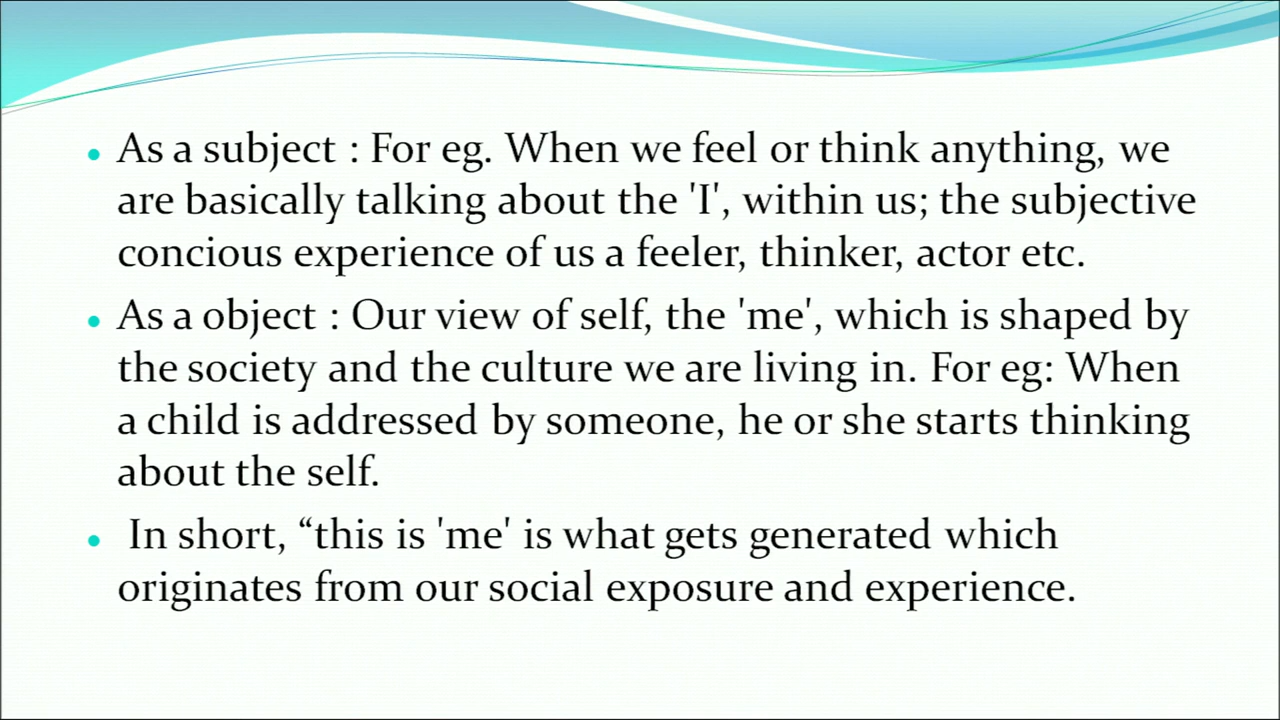 • As a subject : For eg. When we feel or think anything, we
are basically talking about the 'I', within us; the subjective
concious experience of us a feeler, thinker, actor etc.
• As a object : Our view of self, the 'me', which is shaped by
the society and the culture we are living in. For eg: When
a child is addressed by someone, he or she starts thinking
about the self.
• In short, “this is 'me' is what gets generated which
originates from our social exposure and experience.